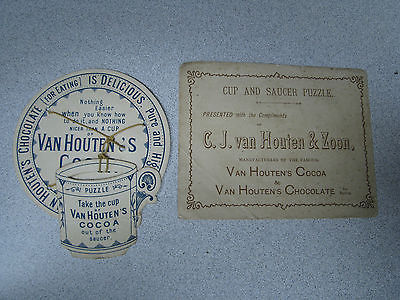 VAN HOUTEN'S CHOCOLATE (FOR EATING) IS DELICIOUS, Pure and
Nothing
Easier
when you know how
to do it, and NOTHING
NICER THAN A CUP
OF
VAN HOUTEN'S
PUZZLE
Take the cup
OF
VAN HOUTEN'S
COCOA
out of the
saucer
CUP AND SAUCER PUZZLE.
PRESENTED with the Compliments
OF
C. J. van Houten & Zoon,
MANUFACTURERS OF THE FAMOUS
VAN HOUTEN'S COCOA
&
VAN HOUTEN'S CHOCOLATE